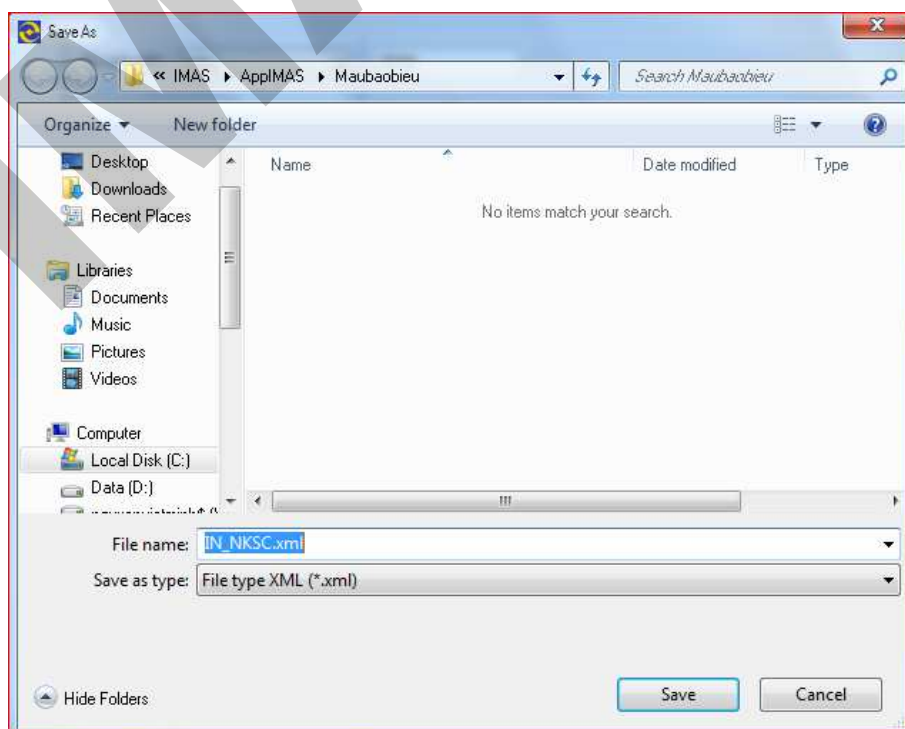 Save As
« IMAS ▸ AppIMAS ▸ Maubaobieu
Search Maubaobieu
Organize
New folder
Name
Date modified
Type
Desktop
Downloads
Recent Places
No items match your search.
Libraries
Documents
Music
Pictures
Videos
Computer
Local Disk (C:)
Data (D:)
File name: IN_NKSC.xml
Save as type: File type XML (*.xml)
Hide Folders
Save
Cancel